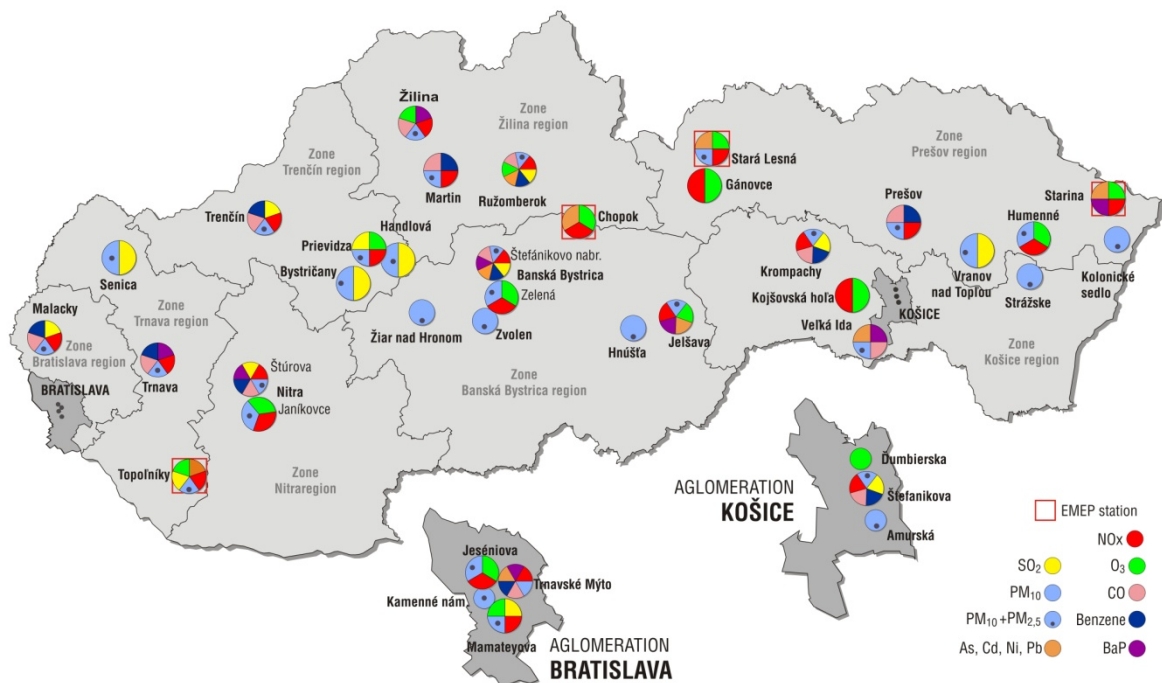 Žilina
Zone
Žilina region
Zone
Trenčín region
Stará Lesná
Zone
Prešov region
Gánovce
Martin
Ružomberok
Prešov
Starina
Trenčín
Handlová
Chopok
Humenné
Prievidza
Štefánikovo nabr.
Banská Bystrica
Krompachy
Bystričany
Senica
Zelená
Kojšovská hoľa
Vranov
nad Topľou
Kolonické
sedlo
Strážske
KOŠICE
Malacky
Zone
Trnava region
Žiar nad Hronom
Zvolen
Hnúšťa
Jelšava
Veľká Ida
Zone
Bratislava region
Zone
Košice region
Štúrova
Trnava
BRATISLAVA
Nitra
Zone
Banská Bystrica region
Janíkovce
Topoľníky
Zone
Nitraregion
Ďumbierska
AGLOMERATION
KOŠICE
Štefanikova
EMEP station
Amurská
NOx
Jeséniova
SO₂
O₃
Trnavské Mýto
Kamenné nám.
PM₁₀
CO
PM₁₀+PM₂,₅
Benzene
Mamateyova
AGLOMERATION
BRATISLAVA
As, Cd, Ni, Pb
BaP